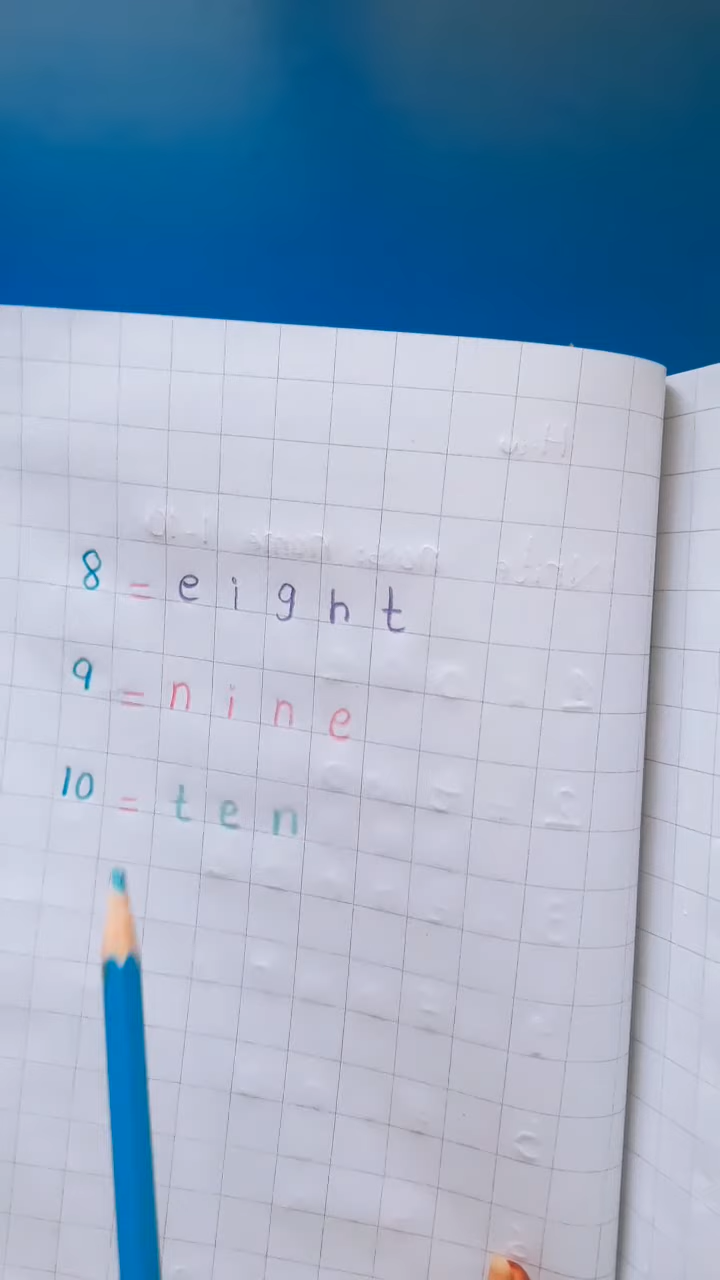 8 = eight
9 = nine
10 = ten